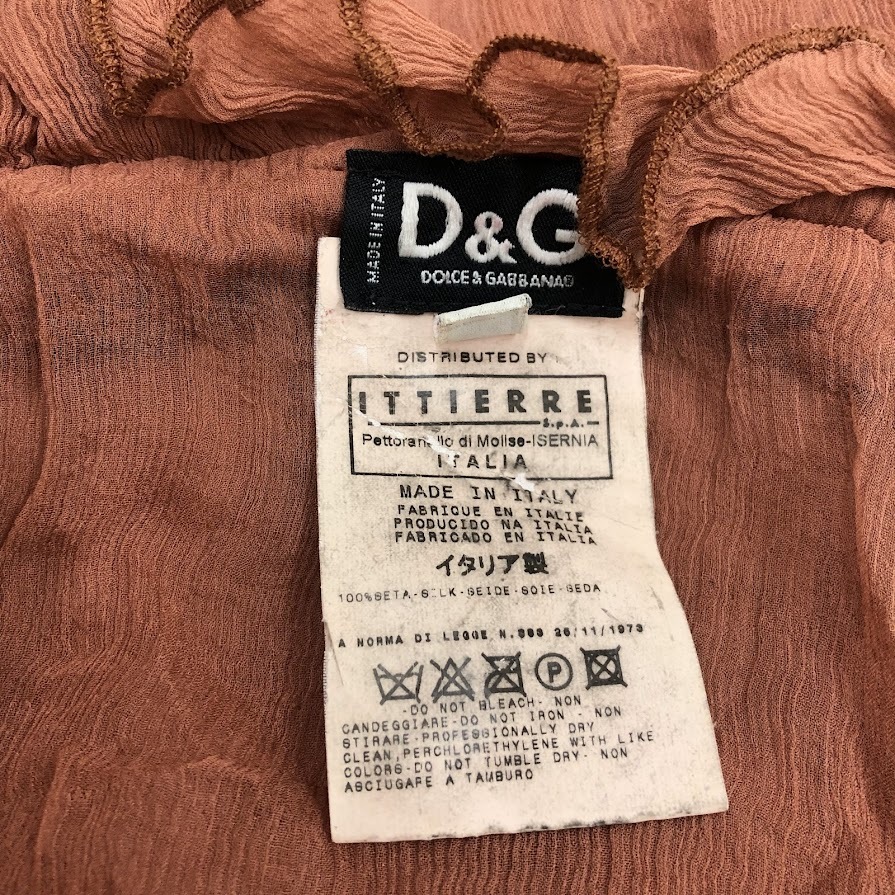 MADE IN ITALY
D&G
DOLCE & GABBANA
DISTRIBUTED BY
ITTIERRE
S.p.A.
Pettoranello di Molise-ISERNIA
ITALIA
MADE IN ITALY
FABRIQUE EN ITALIE
PRODUCIDO NA ITALIA
FABRICADO EN ITALIA
イタリア製
100%SETA-SILK-SEIDE-SOIE-SEDA
A NORMA DI LEGGE N.883 26/11/1973
P
-DO NOT BLEACH- NON
CANDEGGIARE-DO NOT IRON - NON
STIRARE-PROFESSIONALLY DRY
CLEAN,PERCHLORETHYLENE WITH LIKE
COLORS-DO NOT TUMBLE DRY- NON
ASCIUGARE A TAMBURO